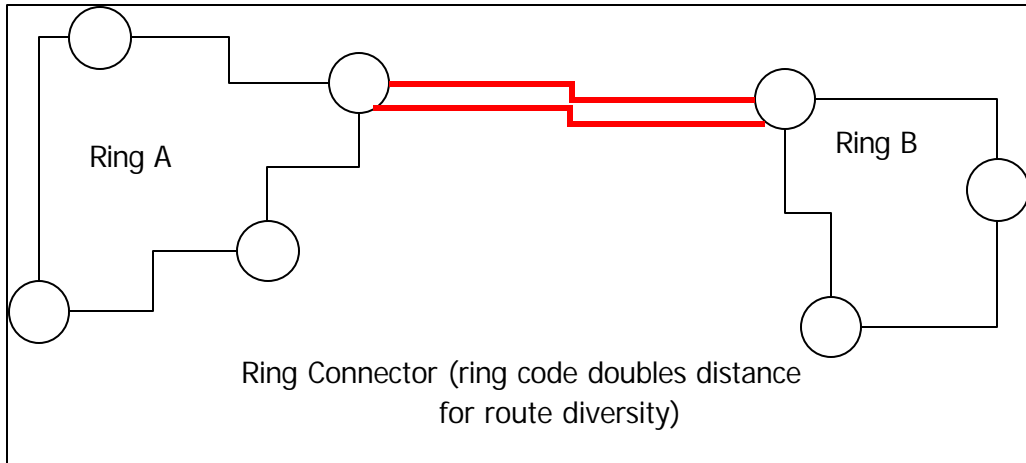 Ring A
Ring B
Ring Connector (ring code doubles distance
for route diversity)